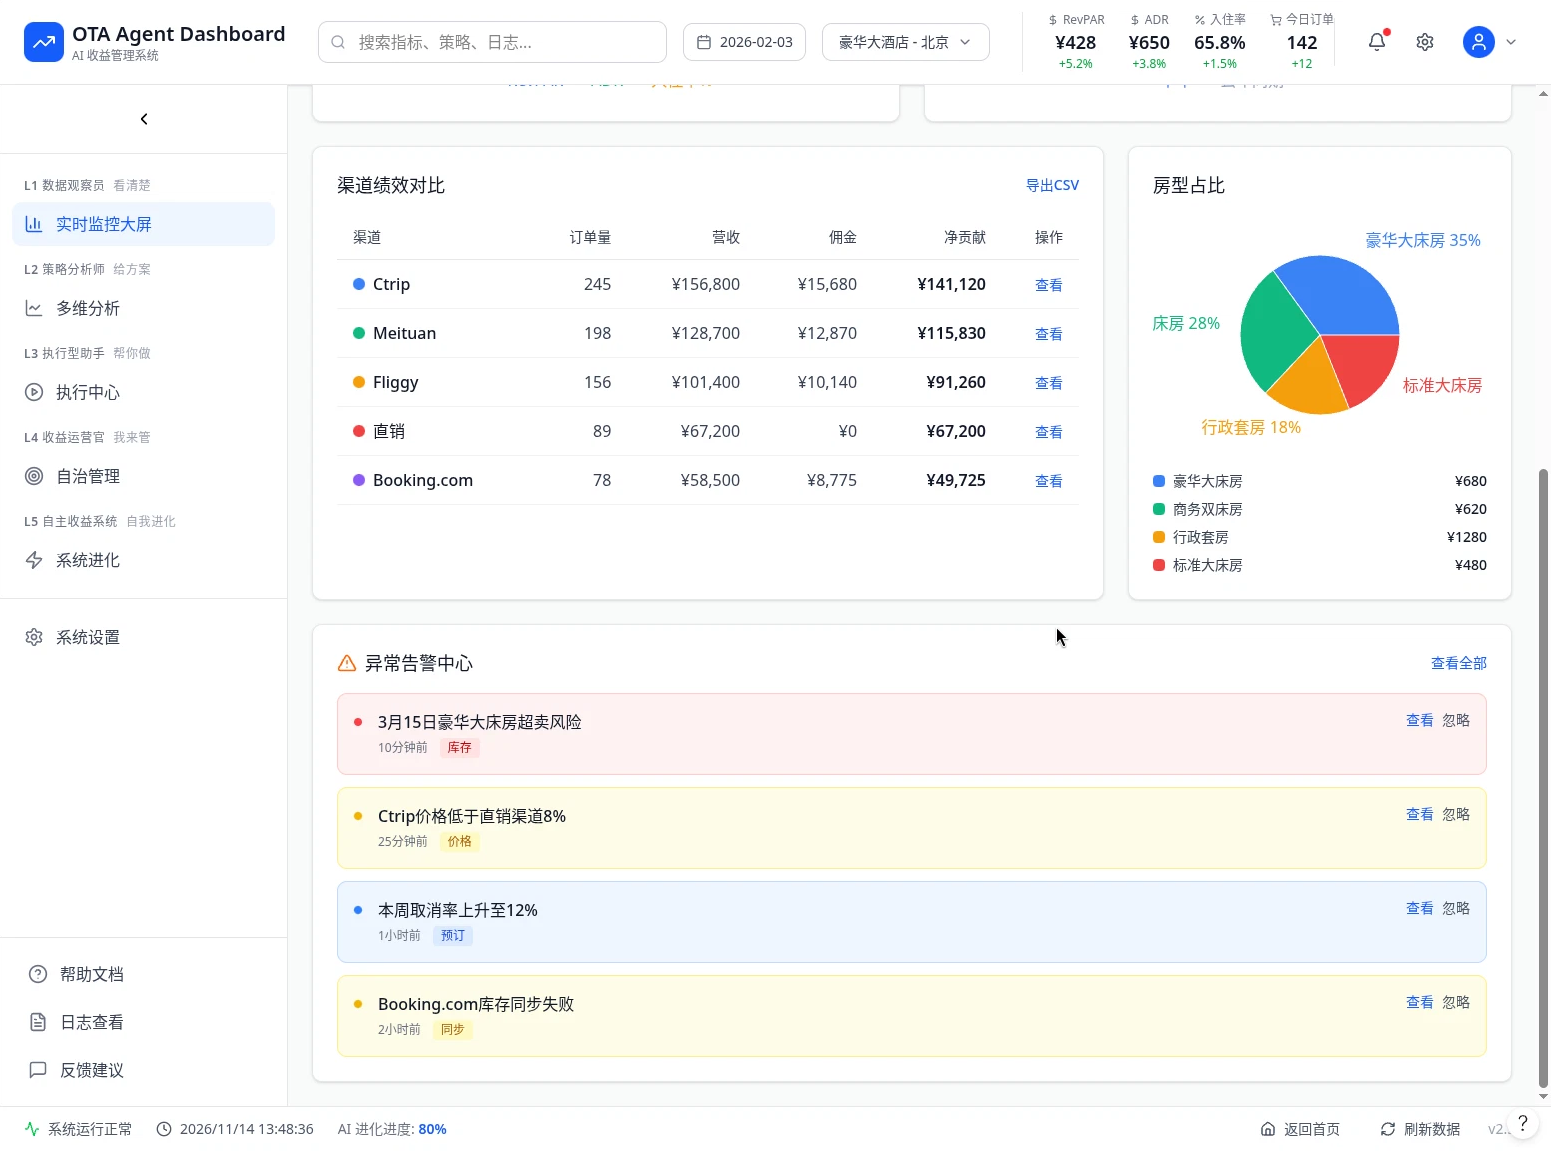 OTA Agent Dashboard
AI 收益管理系统
搜索指标、策略、日志...
2026-02-03
豪华大酒店 - 北京
RevPAR
¥428
+5.2%
ADR
¥650
+3.8%
入住率
65.8%
+1.5%
今日订单
142
+12
L1 数据观察员 看清楚
实时监控大屏
L2 策略分析师 给方案
多维分析
L3 执行型助手 帮你做
执行中心
L4 收益运营官 我来管
自治管理
L5 自主收益系统 自我进化
系统进化
系统设置
帮助文档
日志查看
反馈建议
渠道绩效对比
导出CSV
渠道 订单量 营收 佣金 净贡献 操作
Ctrip 245 ¥156,800 ¥15,680 ¥141,120 查看
Meituan 198 ¥128,700 ¥12,870 ¥115,830 查看
Fliggy 156 ¥101,400 ¥10,140 ¥91,260 查看
直销 89 ¥67,200 ¥0 ¥67,200 查看
Booking.com 78 ¥58,500 ¥8,775 ¥49,725 查看
房型占比
豪华大床房 35%
床房 28%
标准大床房
行政套房 18%
豪华大床房 ¥680
商务双床房 ¥620
行政套房 ¥1280
标准大床房 ¥480
异常告警中心
查看全部
3月15日豪华大床房超卖风险
10分钟前 库存
查看 忽略
Ctrip价格低于直销渠道8%
25分钟前 价格
查看 忽略
本周取消率上升至12%
1小时前 预订
查看 忽略
Booking.com库存同步失败
2小时前 同步
查看 忽略
系统运行正常
2026/11/14 13:48:36
AI 进化进度: 80%
返回首页
刷新数据
v2.
?